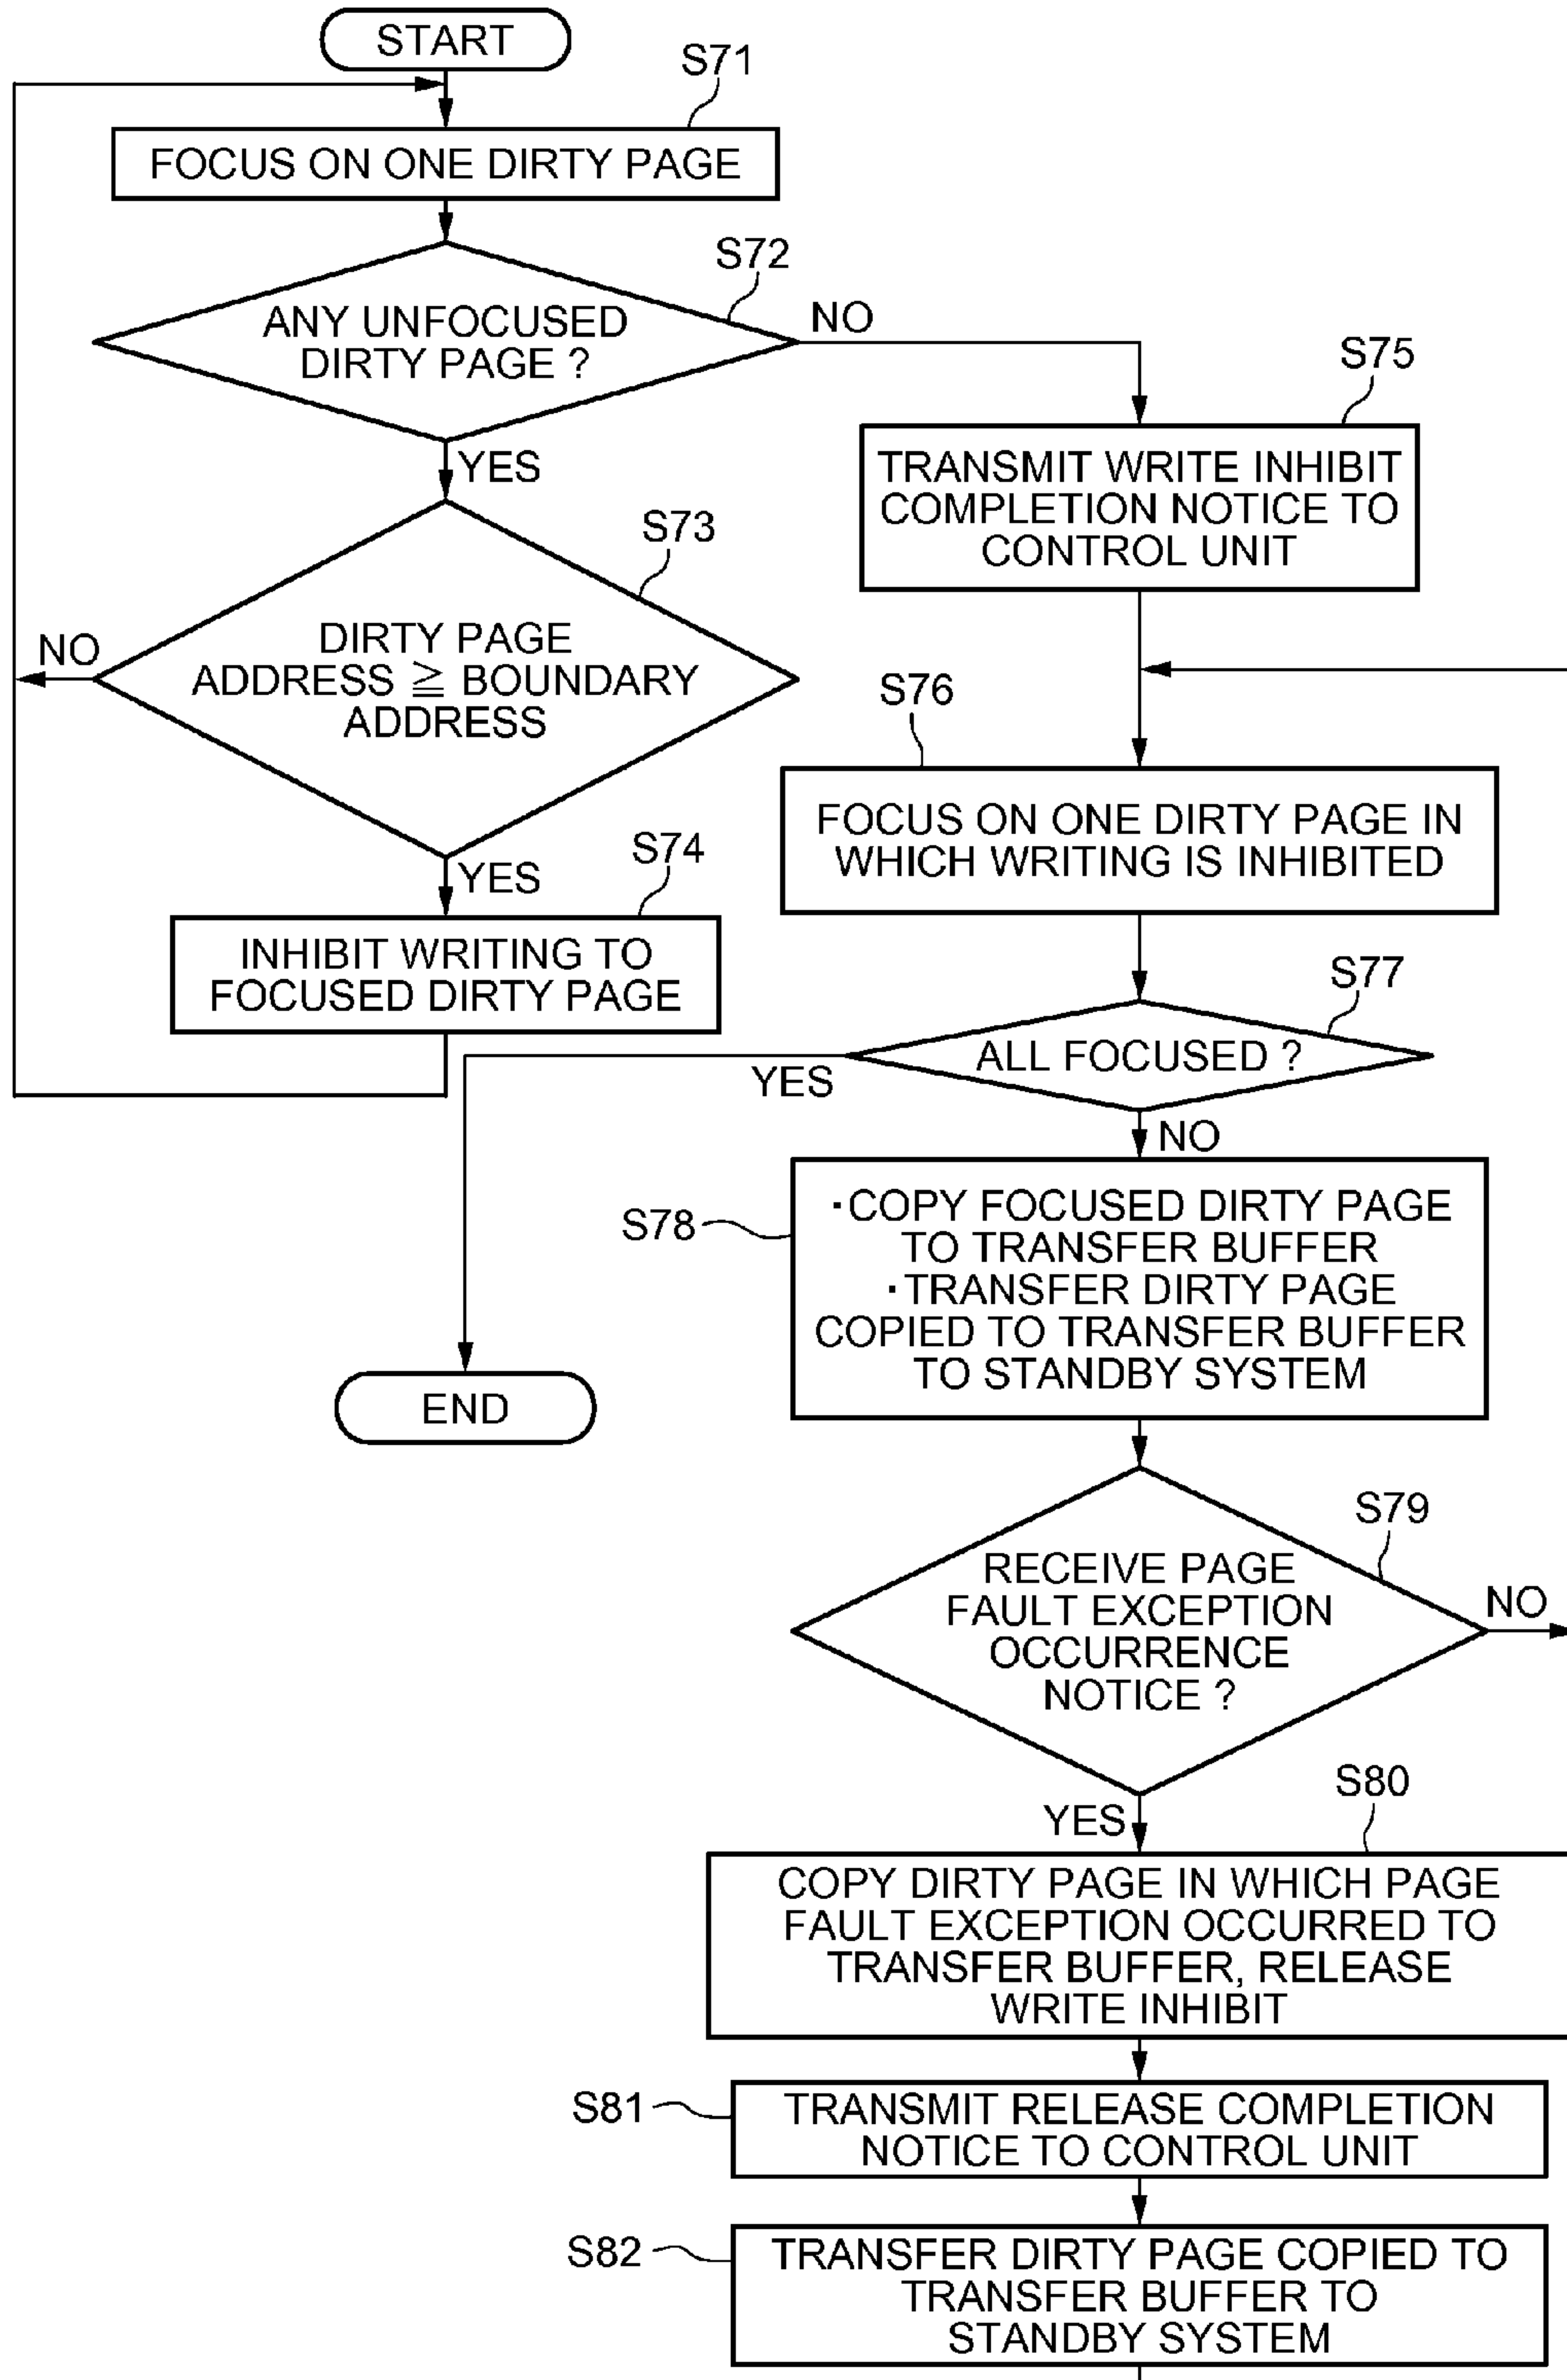 START
S71
FOCUS ON ONE DIRTY PAGE
S72
ANY UNFOCUSED
DIRTY PAGE ?
NO
YES
S73
DIRTY PAGE
ADDRESS ≧ BOUNDARY
ADDRESS
NO
YES
S74
INHIBIT WRITING TO
FOCUSED DIRTY PAGE
S75
TRANSMIT WRITE INHIBIT
COMPLETION NOTICE TO
CONTROL UNIT
S76
FOCUS ON ONE DIRTY PAGE IN
WHICH WRITING IS INHIBITED
S77
ALL FOCUSED ?
YES
NO
END
S78
·COPY FOCUSED DIRTY PAGE
TO TRANSFER BUFFER
·TRANSFER DIRTY PAGE
COPIED TO TRANSFER BUFFER
TO STANDBY SYSTEM
S79
RECEIVE PAGE
FAULT EXCEPTION
OCCURRENCE
NOTICE ?
NO
YES
S80
COPY DIRTY PAGE IN WHICH PAGE
FAULT EXCEPTION OCCURRED TO
TRANSFER BUFFER, RELEASE
WRITE INHIBIT
S81
TRANSMIT RELEASE COMPLETION
NOTICE TO CONTROL UNIT
S82
TRANSFER DIRTY PAGE COPIED TO
TRANSFER BUFFER TO
STANDBY SYSTEM